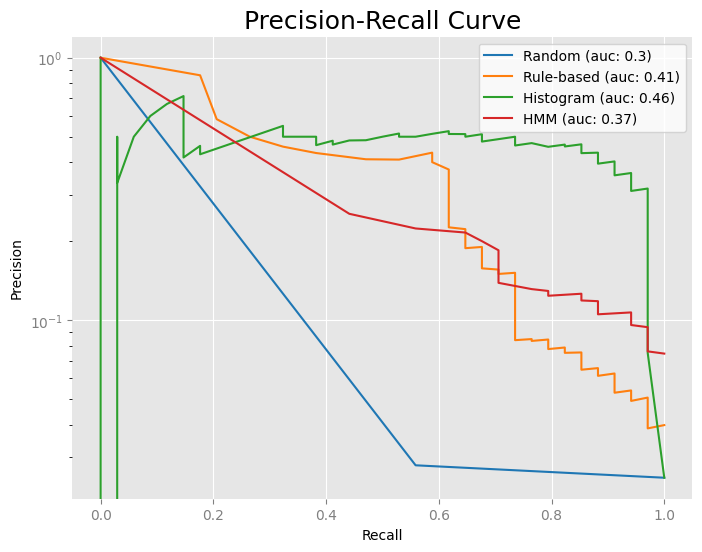 Precision-Recall Curve
Random (auc: 0.3)
Rule-based (auc: 0.41)
Histogram (auc: 0.46)
HMM (auc: 0.37)
10⁰
10⁻¹
Precision
0.0 0.2 0.4 0.6 0.8 1.0
Recall